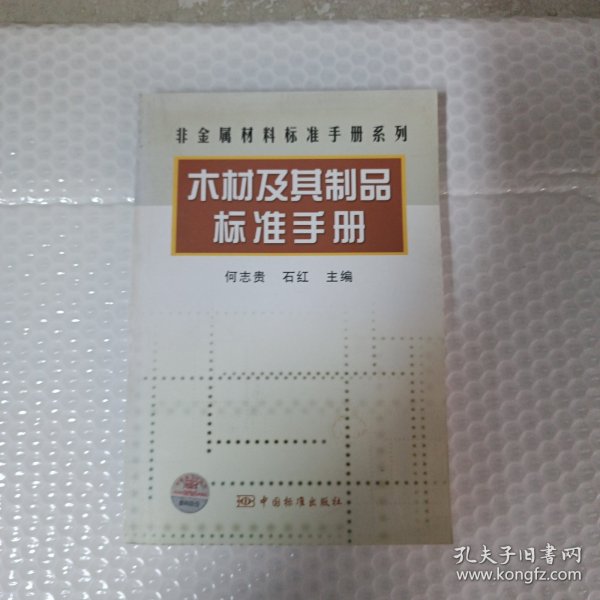 非金属材料标准手册系列
木材及其制品
标准手册
何志贵 石红 主编
中国标准出版社
孔夫子旧书网
www.kongfz.com